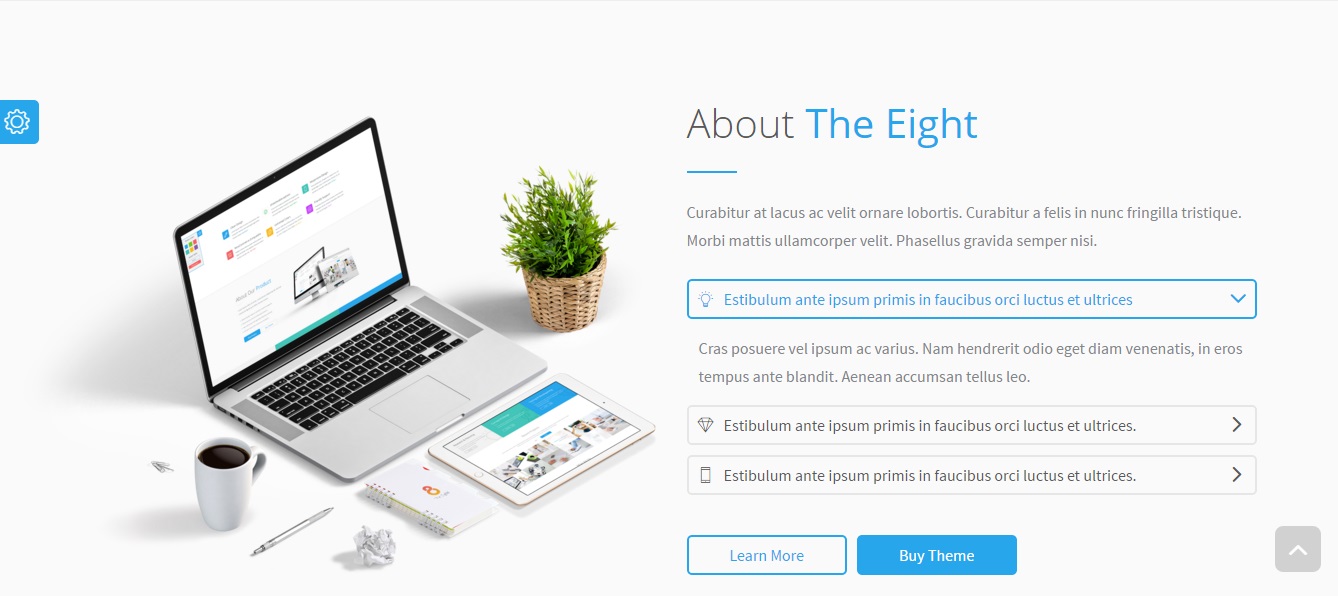 About The Eight
Curabitur at lacus ac velit ornare lobortis. Curabitur a felis in nunc fringilla tristique.
Morbi mattis ullamcorper velit. Phasellus gravida semper nisi.
Estibulum ante ipsum primis in faucibus orci luctus et ultrices
Cras posuere vel ipsum ac varius. Nam hendrerit odio eget diam venenatis, in eros
tempus ante blandit. Aenean accumsan tellus leo.
Estibulum ante ipsum primis in faucibus orci luctus et ultrices.
Estibulum ante ipsum primis in faucibus orci luctus et ultrices.
Learn More
Buy Theme
About Our Product